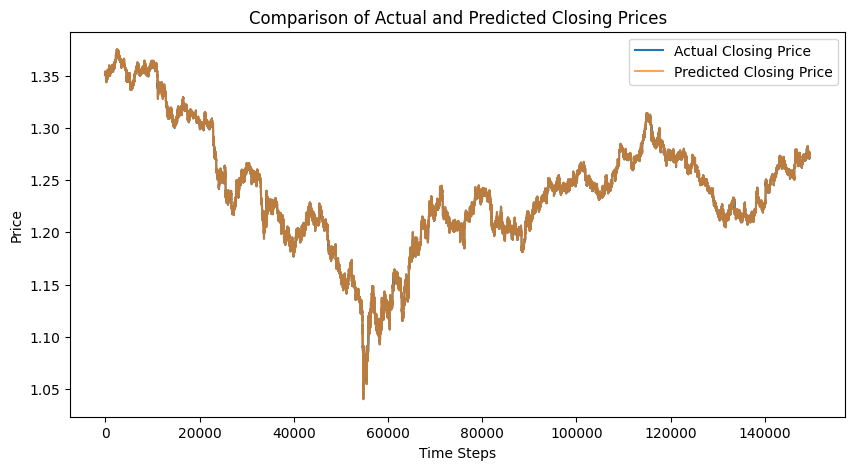 Comparison of Actual and Predicted Closing Prices
Actual Closing Price
Predicted Closing Price
Price
1.35
1.30
1.25
1.20
1.15
1.10
1.05
0 20000 40000 60000 80000 100000 120000 140000
Time Steps